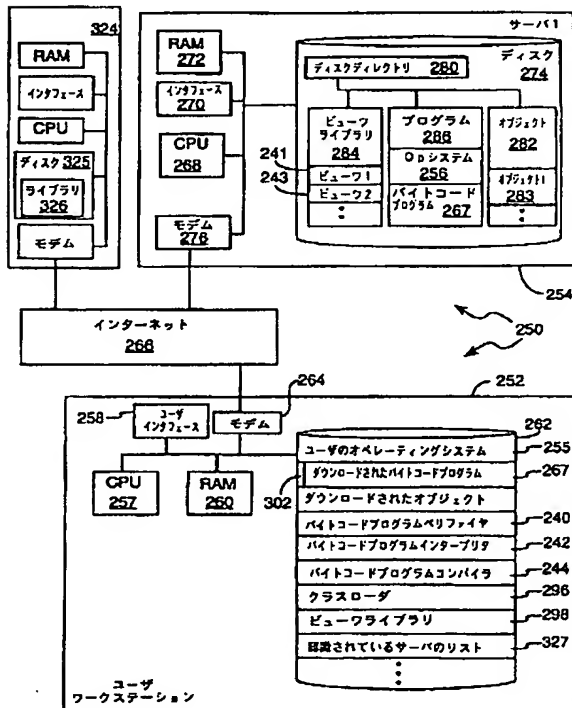 324
RAM
インタフェース
CPU
ディスク 325
ライブラリ
326
モデム
サーバ1
RAM
272
インタフェース
270
CPU
268
モデム
276
ディスク
274
ディスクディレクトリ 280
ビューワ
ライブラリ
284
ビューワ1
ビューワ2
プログラム
286
Opシステム
256
バイトコード
プログラム 267
オブジェクト
282
オブジェクト1
283
241
243
254
インターネット
266
250
252
258
ユーザ
インタフェース
モデム
264
CPU
257
RAM
260
302
262
ユーザのオペレーティングシステム 255
ダウンロードされたバイトコードプログラム 267
ダウンロードされたオブジェクト
バイトコードプログラムベリファイヤ 240
バイトコードプログラムインタープリタ 242
バイトコードプログラムコンパイラ 244
クラスローダ 296
ビューワライブラリ 298
認識されているサーバのリスト 327
ユーザ
ワークステーション